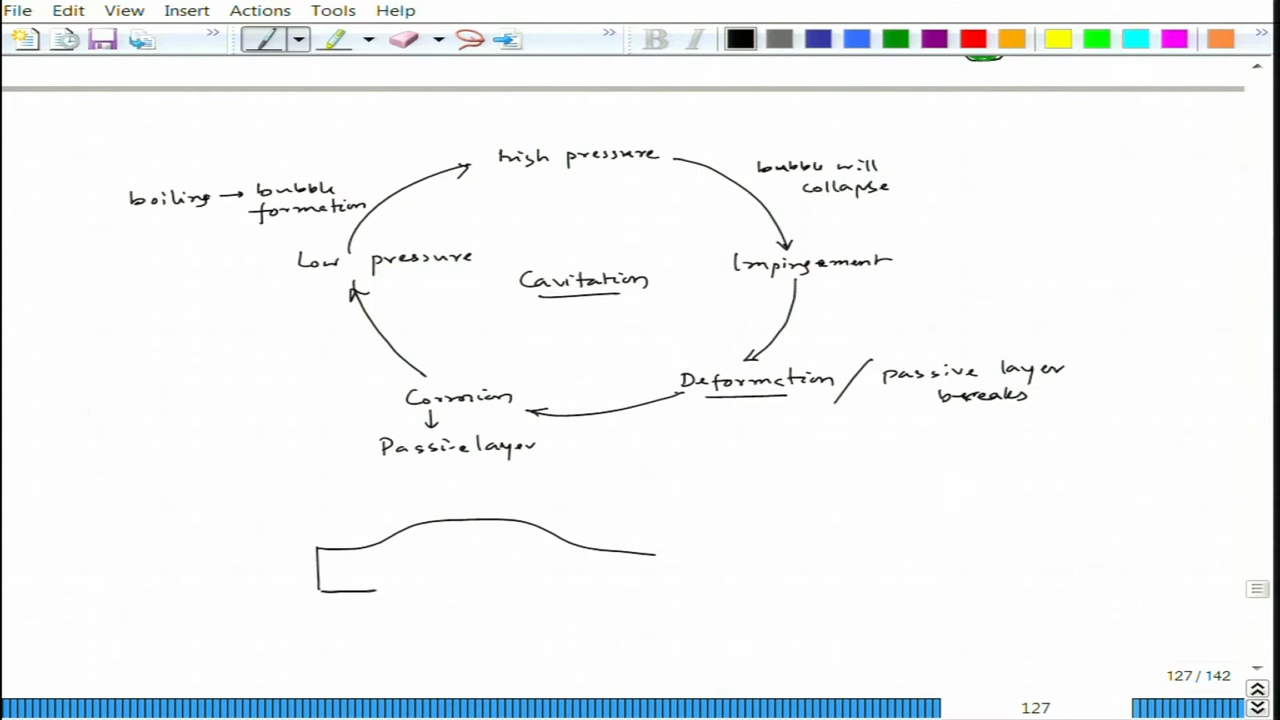 File Edit View Insert Actions Tools Help
B I
high pressure
bubble will
collapse
boiling → bubble
formation
Low pressure
Cavitation
Impingement
Deformation / passive layer
breaks
Corrosion
↓
Passive layer
127 / 142
127